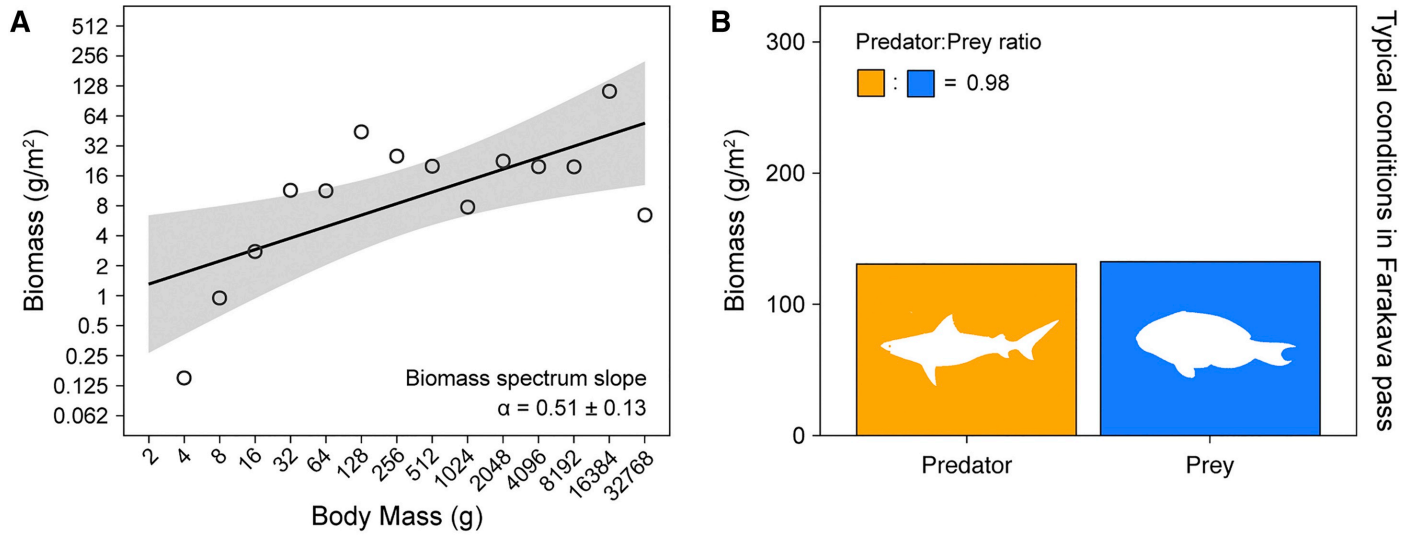 A
Biomass (g/m²)
512
256
128
64
32
16
8
4
2
1
0.5
0.25
0.125
0.062
Biomass spectrum slope
α = 0.51 ± 0.13
2
4
8
16
32
64
128
256
512
1024
2048
4096
8192
16384
32768
Body Mass (g)
B
Biomass (g/m²)
300
200
100
0
Predator:Prey ratio
: = 0.98
Predator
Prey
Typical conditions in Farakava pass